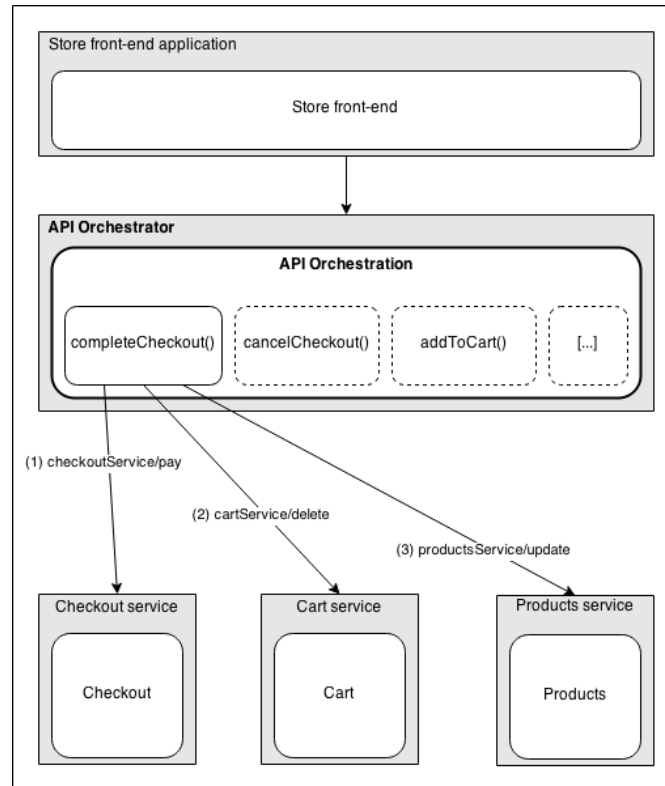 Store front-end application
Store front-end
API Orchestrator
API Orchestration
completeCheckout()
cancelCheckout()
addToCart()
[...]
(1) checkoutService/pay
(2) cartService/delete
(3) productsService/update
Checkout service
Cart service
Products service
Checkout
Cart
Products